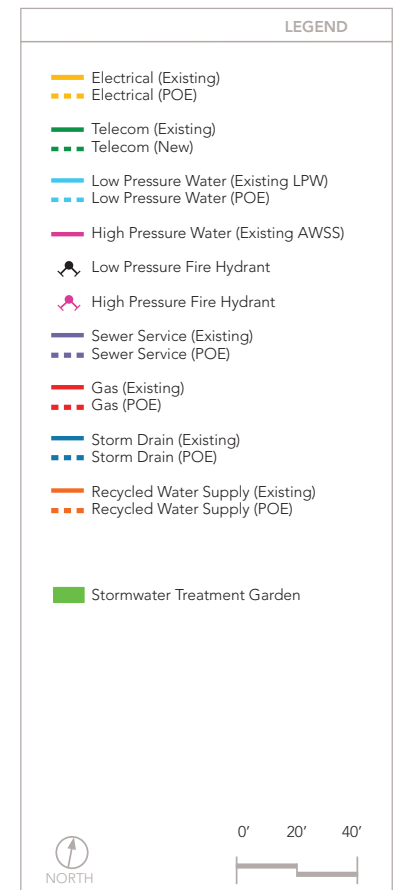 LEGEND
Electrical (Existing)
Electrical (POE)
Telecom (Existing)
Telecom (New)
Low Pressure Water (Existing LPW)
Low Pressure Water (POE)
High Pressure Water (Existing AWSS)
Low Pressure Fire Hydrant
High Pressure Fire Hydrant
Sewer Service (Existing)
Sewer Service (POE)
Gas (Existing)
Gas (POE)
Storm Drain (Existing)
Storm Drain (POE)
Recycled Water Supply (Existing)
Recycled Water Supply (POE)
Stormwater Treatment Garden
0’ 20’ 40’
NORTH